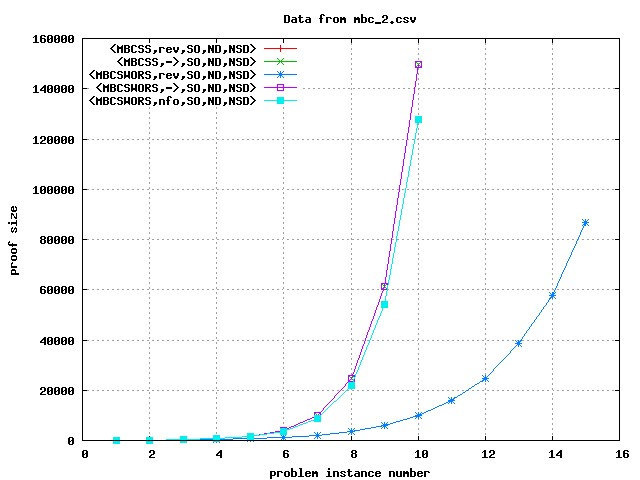 Data from mbc_2.csv
<MBCSS,rev,SO,ND,NSD>
<MBCSS,->,SO,ND,NSD>
<MBCSWORS,rev,SO,ND,NSD>
<MBCSWORS,->,SO,ND,NSD>
<MBCSWORS,nfo,SO,ND,NSD>
160000
140000
120000
100000
80000
60000
40000
20000
0
proof size
0 2 4 6 8 10 12 14 16
problem instance number